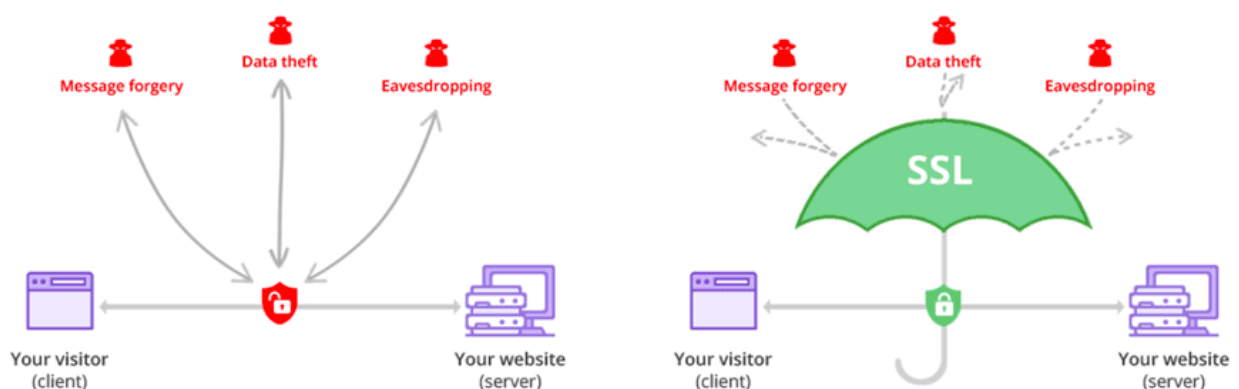 Message forgery
Data theft
Eavesdropping
Your visitor
(client)
Your website
(server)
Message forgery
Data theft
Eavesdropping
SSL
Your visitor
(client)
Your website
(server)